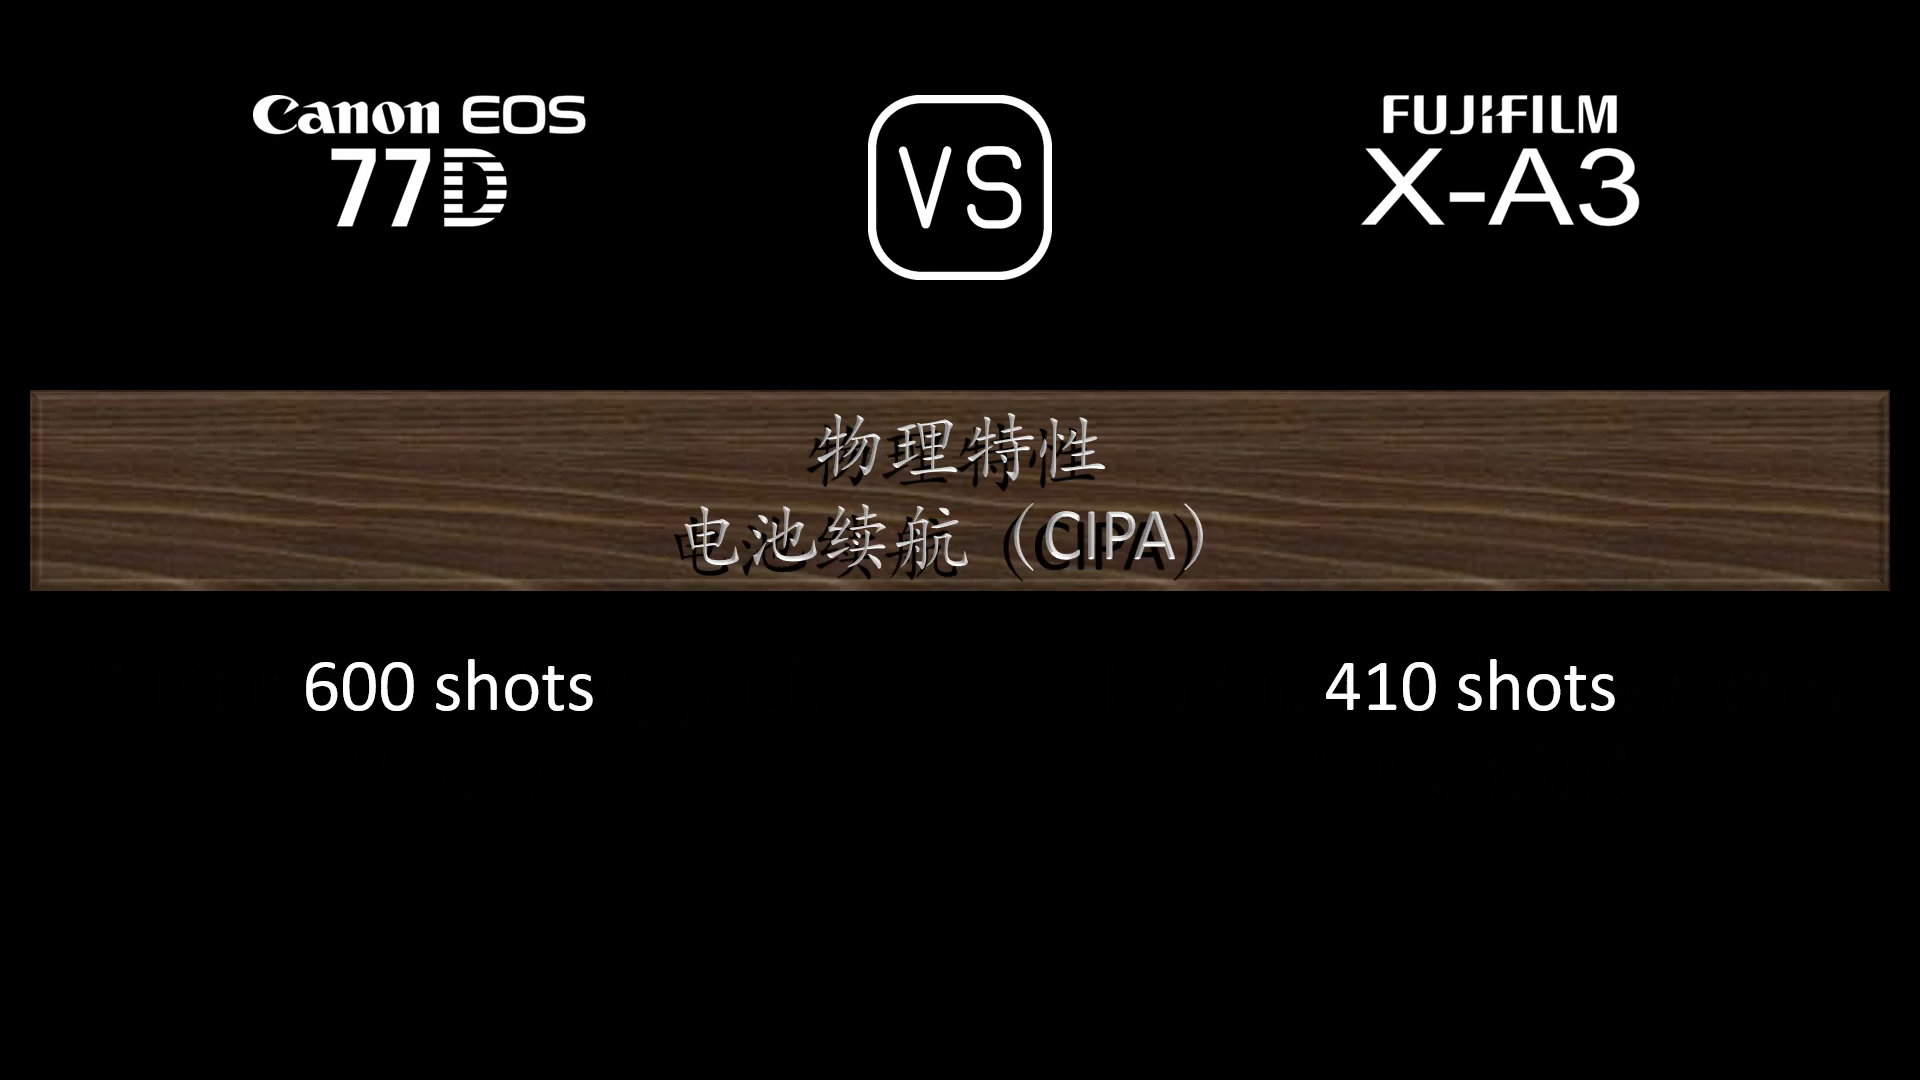 Canon EOS
77D
VS
FUJIFILM
X-A3
物理特性
电池续航（CIPA）
600 shots
410 shots